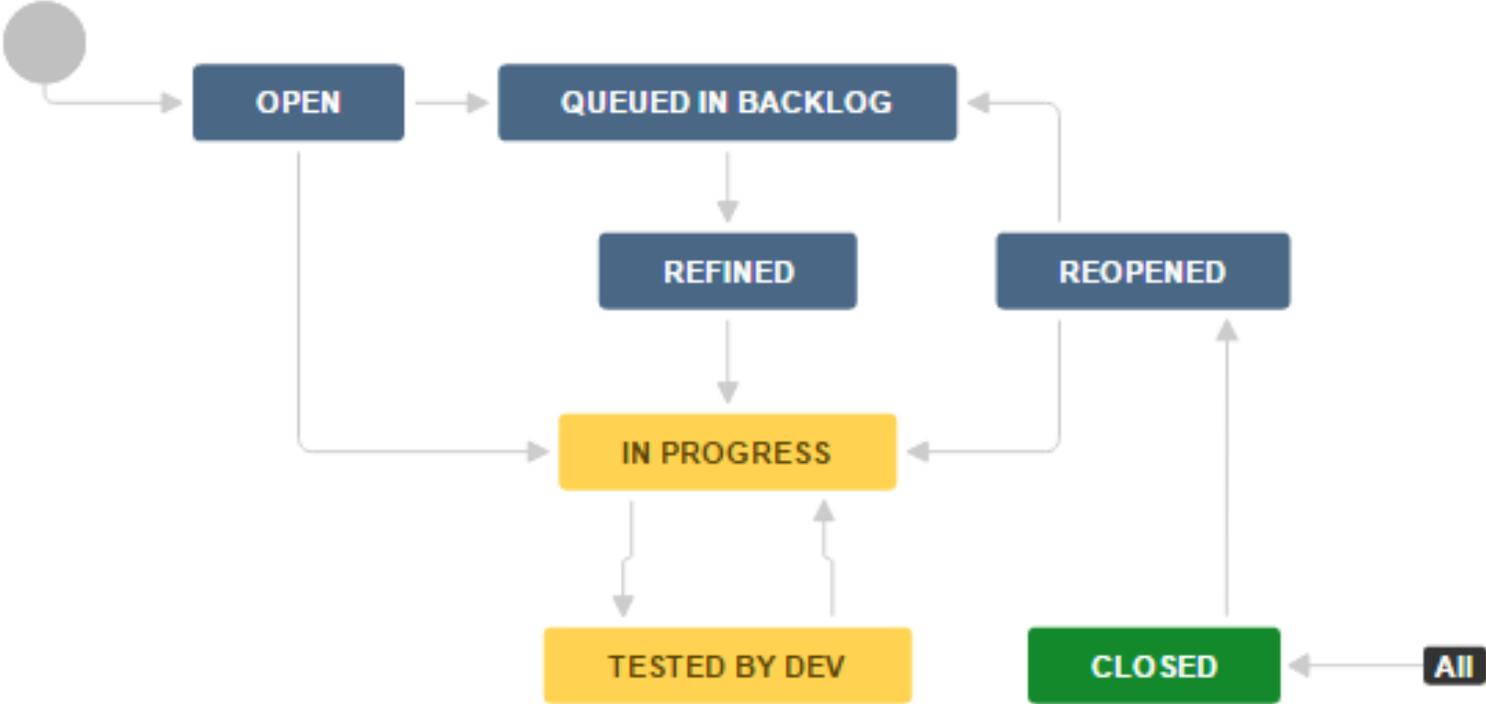 OPEN
QUEUED IN BACKLOG
REFINED
REOPENED
IN PROGRESS
TESTED BY DEV
CLOSED
All